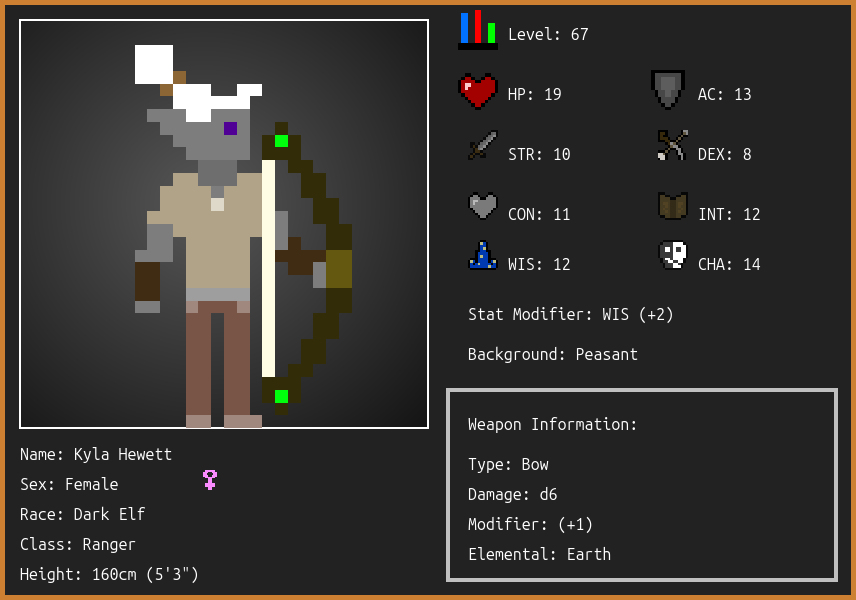 Level: 67
HP: 19
AC: 13
STR: 10
DEX: 8
CON: 11
INT: 12
WIS: 12
CHA: 14
Stat Modifier: WIS (+2)
Background: Peasant
Weapon Information:
Type: Bow
Damage: d6
Modifier: (+1)
Elemental: Earth
Name: Kyla Hewett
Sex: Female
Race: Dark Elf
Class: Ranger
Height: 160cm (5'3")